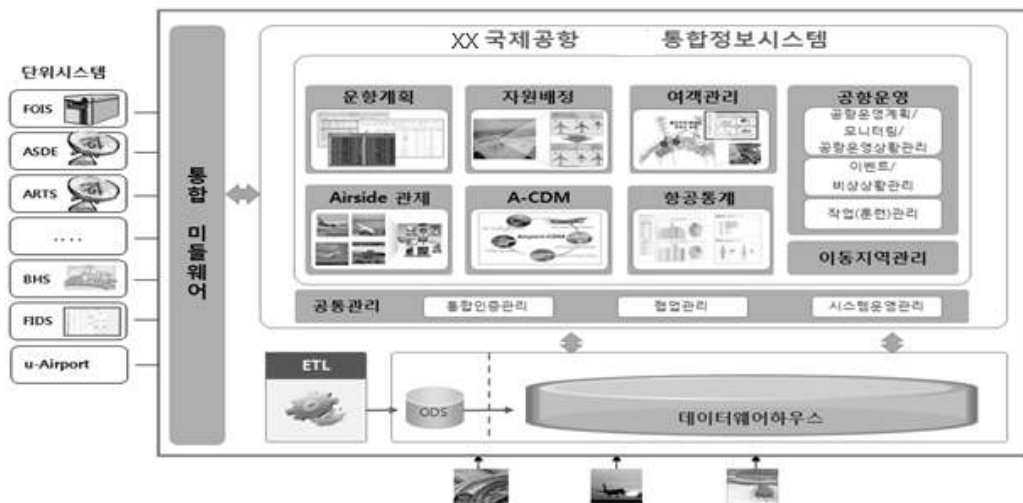 XX 국제공항 통합정보시스템
단위시스템
FOIS
ASDE
ARTS
....
BHS
FIDS
u-Airport
통합 미들웨어
운항계획
자원배정
여객관리
공항운영
공항운영계획/
모니터링/
공항운영상황관리
이벤트/
비상상황관리
작업(훈련)관리
Airside 관제
A-CDM
Airport-CDM
항공통계
이동지역관리
공통관리
통합인증관리
협업관리
시스템운영관리
ETL
ODS
데이터웨어하우스